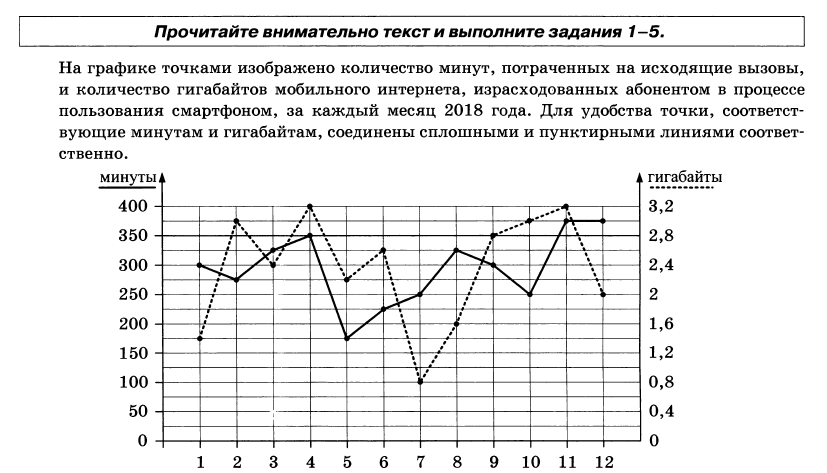 Прочитайте внимательно текст и выполните задания 1–5.
На графике точками изображено количество минут, потраченных на исходящие вызовы,
и количество гигабайтов мобильного интернета, израсходованных абонентом в процессе
пользования смартфоном, за каждый месяц 2018 года. Для удобства точки, соответст-
вующие минутам и гигабайтам, соединены сплошными и пунктирными линиями соответ-
ственно.
минуты гигабайты
400 3,2
350 2,8
300 2,4
250 2
200 1,6
150 1,2
100 0,8
50 0,4
0 0
1 2 3 4 5 6 7 8 9 10 11 12